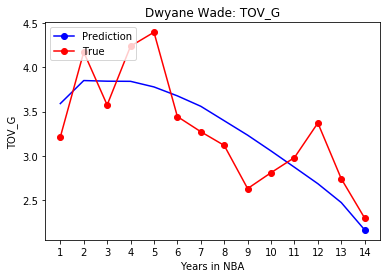 Dwyane Wade: TOV_G
Prediction
True
4.5
4.0
3.5
3.0
2.5
TOV_G
1 2 3 4 5 6 7 8 9 10 11 12 13 14
Years in NBA